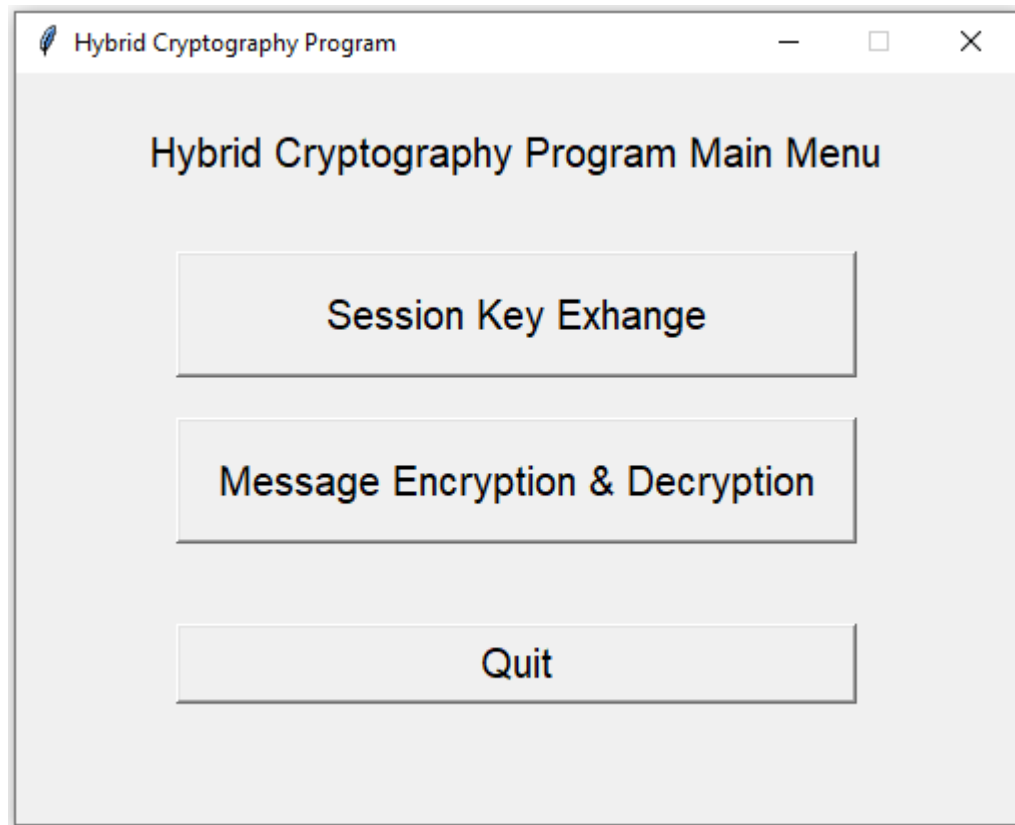 Hybrid Cryptography Program
Hybrid Cryptography Program Main Menu
Session Key Exhange
Message Encryption & Decryption
Quit